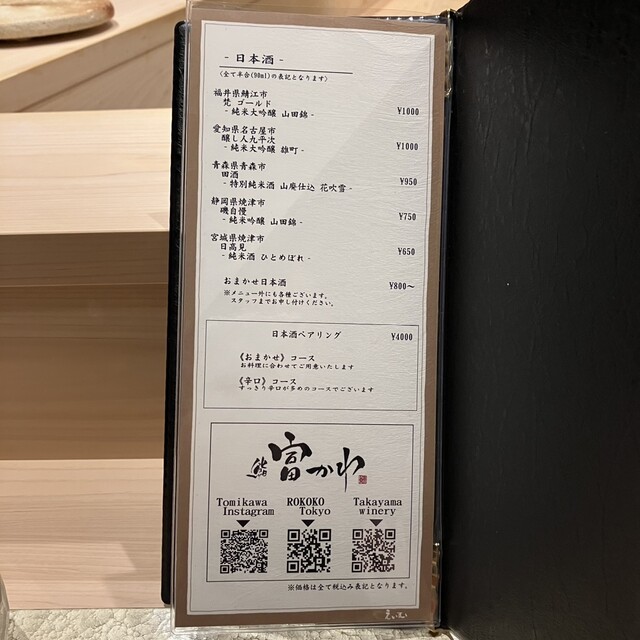 - 日本酒 -
〈全て半合(90ml)の表記となります〉
福井県鯖江市
梵 ゴールド
- 純米大吟醸 山田錦 - ¥1000
愛知県名古屋市
醸し人九平次
- 純米大吟醸 雄町 - ¥1000
青森県青森市
田酒
- 特別純米酒 山廃仕込 花吹雪 - ¥950
静岡県焼津市
磯自慢
- 純米吟醸 山田錦 - ¥750
宮城県焼津市
日高見
- 純米酒 ひとめぼれ - ¥650
おまかせ日本酒 ¥800〜
※メニュー外にも各種ございます。
スタッフまでお申し付けください。
日本酒ペアリング ¥4000
《おまかせ》コース
お料理に合わせてご用意いたします
《辛口》コース
すっきり辛口が多めのコースでございます
鮨 富かわ
Tomikawa Instagram
ROKOKO Tokyo
Takayama winery
※価格は全て税込み表記となります。